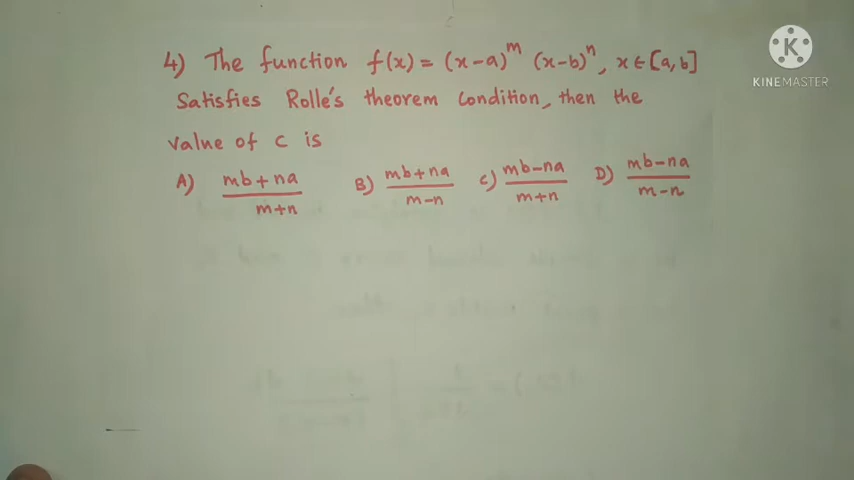 4) The function f(x) = (x-a)^m (x-b)^n, x ∈ [a, b]
Satisfies Rolle's theorem Condition, then the
value of c is
A) mb+na / m+n B) mb+na / m-n C) mb-na / m+n D) mb-na / m-n
K
KINEMASTER